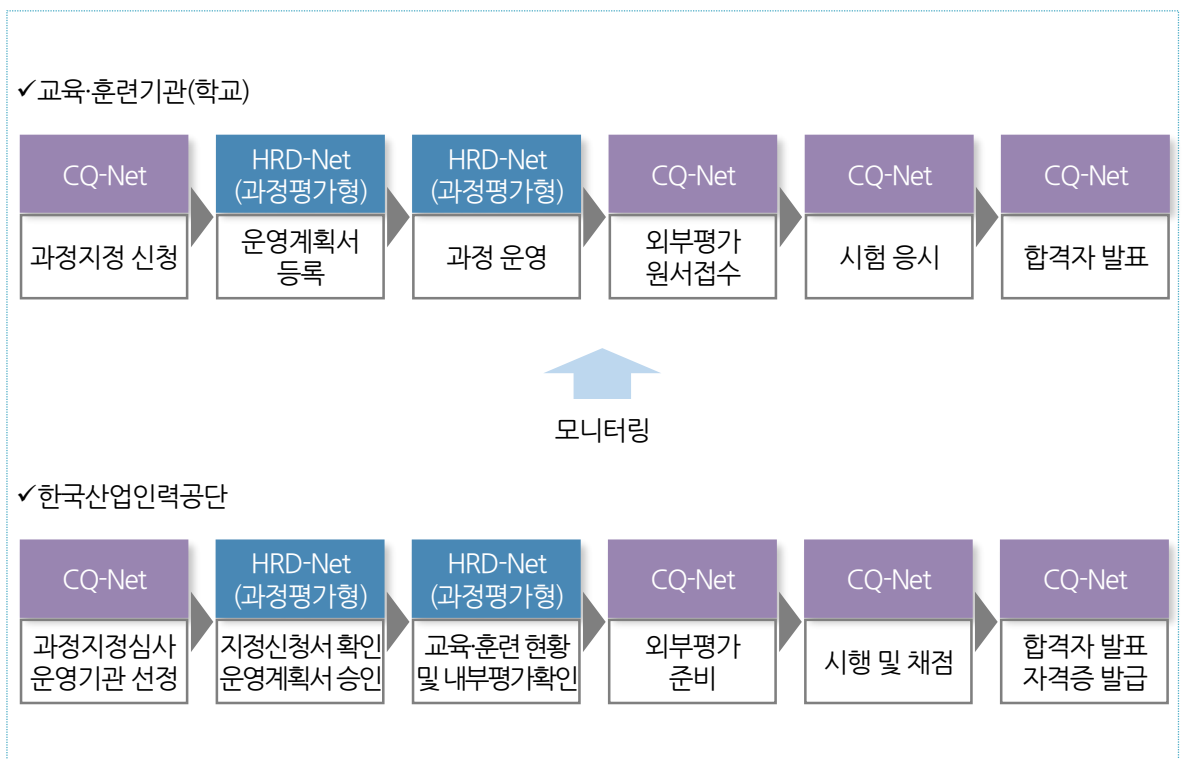 ✓교육·훈련기관(학교)
CQ-Net
HRD-Net
(과정평가형)
HRD-Net
(과정평가형)
CQ-Net
CQ-Net
CQ-Net
과정지정 신청
운영계획서
등록
과정 운영
외부평가
원서접수
시험 응시
합격자 발표
모니터링
✓한국산업인력공단
CQ-Net
HRD-Net
(과정평가형)
HRD-Net
(과정평가형)
CQ-Net
CQ-Net
CQ-Net
과정지정심사
운영기관 선정
지정신청서 확인
운영계획서 승인
교육·훈련 현황
및 내부평가확인
외부평가
준비
시행 및 채점
합격자 발표
자격증 발급